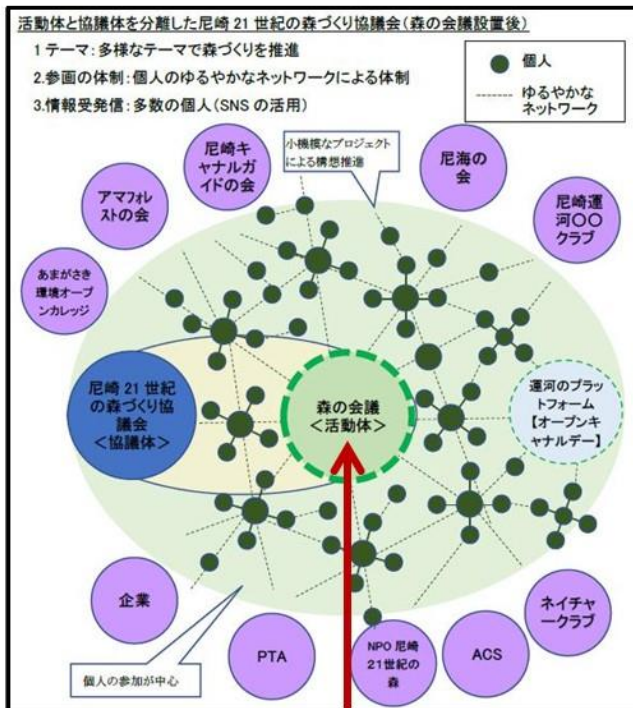 活動体と協議体を分離した尼崎21世紀の森づくり協議会(森の会議設置後)
1 テーマ:多様なテーマで森づくりを推進
2.参画の体制:個人のゆるやかなネットワークによる体制
3.情報受発信:多数の個人(SNSの活用)
個人
ゆるやかな
ネットワーク
小機模なプロジェクト
による構想推進
尼崎キ
ャナルガ
イドの会
尼海の
会
アマフォレ
ストの会
尼崎運
河〇〇
クラブ
あまがさき
環境オープ
ンカレッジ
尼崎21世紀
の森づくり協
議会
<協議体>
森の会議
<活動体>
運河のプラッ
トフォーム
【オープンキ
ャナルデー】
企業
PTA
NPO 尼崎
21世紀の
森
ACS
ネイチャ
ークラブ
個人の参加が中心